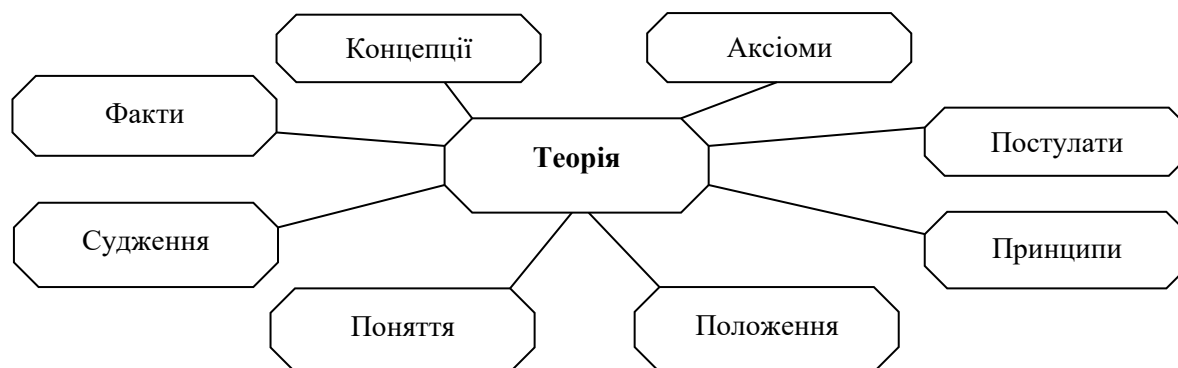 Концепції
Аксіоми
Факти
Теорія
Постулати
Судження
Принципи
Поняття
Положення